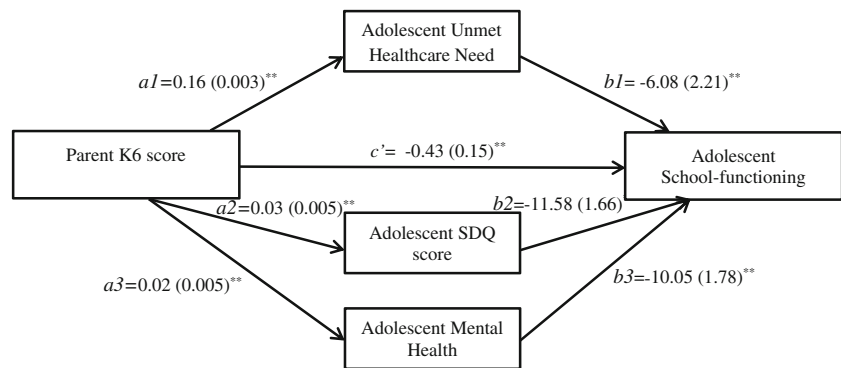 Adolescent Unmet
Healthcare Need
a1=0.16 (0.003)**
b1= -6.08 (2.21)**
Parent K6 score
c'= -0.43 (0.15)**
Adolescent
School-functioning
a2=0.03 (0.005)**
b2=-11.58 (1.66)
Adolescent SDQ
score
a3=0.02 (0.005)**
b3=-10.05 (1.78)**
Adolescent Mental
Health